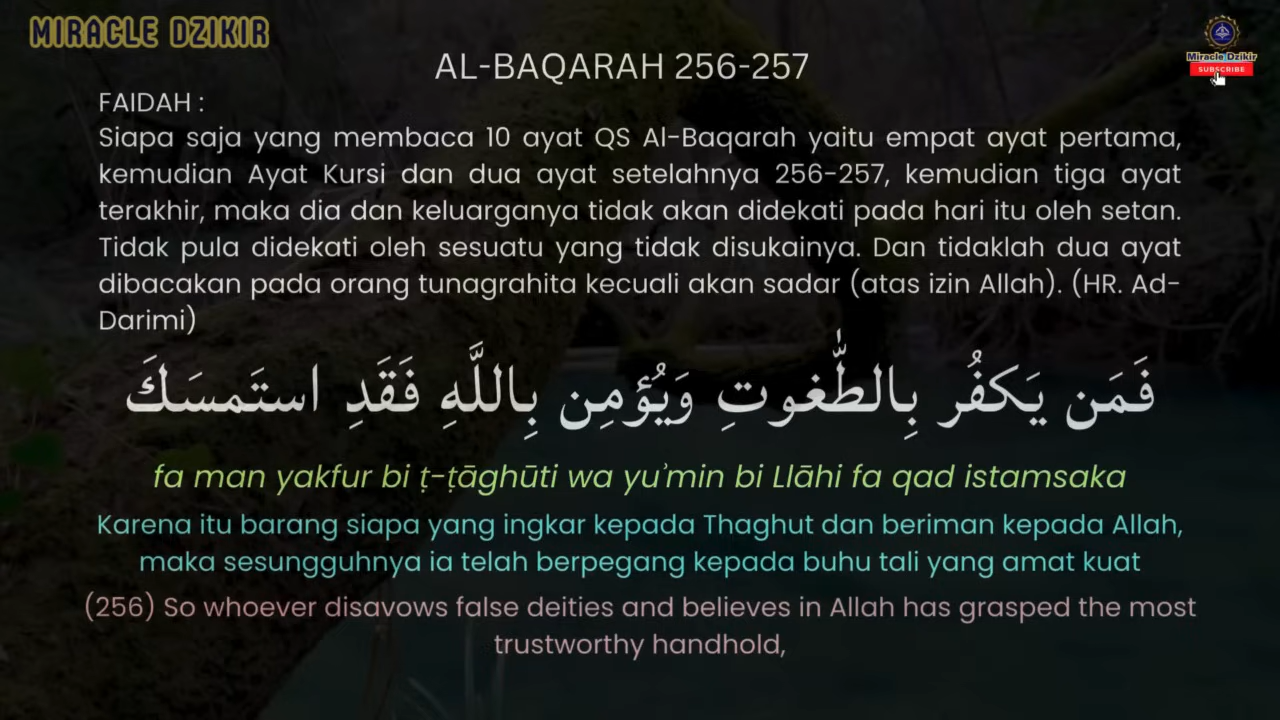 MIRACLE DZIKIR
Miracle Dzikir
SUBSCRIBE
AL-BAQARAH 256-257
FAIDAH :
Siapa saja yang membaca 10 ayat QS Al-Baqarah yaitu empat ayat pertama,
kemudian Ayat Kursi dan dua ayat setelahnya 256-257, kemudian tiga ayat
terakhir, maka dia dan keluarganya tidak akan didekati pada hari itu oleh setan.
Tidak pula didekati oleh sesuatu yang tidak disukainya. Dan tidaklah dua ayat
dibacakan pada orang tunagrahita kecuali akan sadar (atas izin Allah). (HR. Ad-
Darimi)
فَمَن يَكفُر بِالطّٰغوتِ وَيُؤمِن بِاللَّهِ فَقَدِ استَمسَكَ
fa man yakfur bi ṭ-ṭāghūti wa yuʾmin bi Llāhi fa qad istamsaka
Karena itu barang siapa yang ingkar kepada Thaghut dan beriman kepada Allah,
maka sesungguhnya ia telah berpegang kepada buhu tali yang amat kuat
(256) So whoever disavows false deities and believes in Allah has grasped the most
trustworthy handhold,